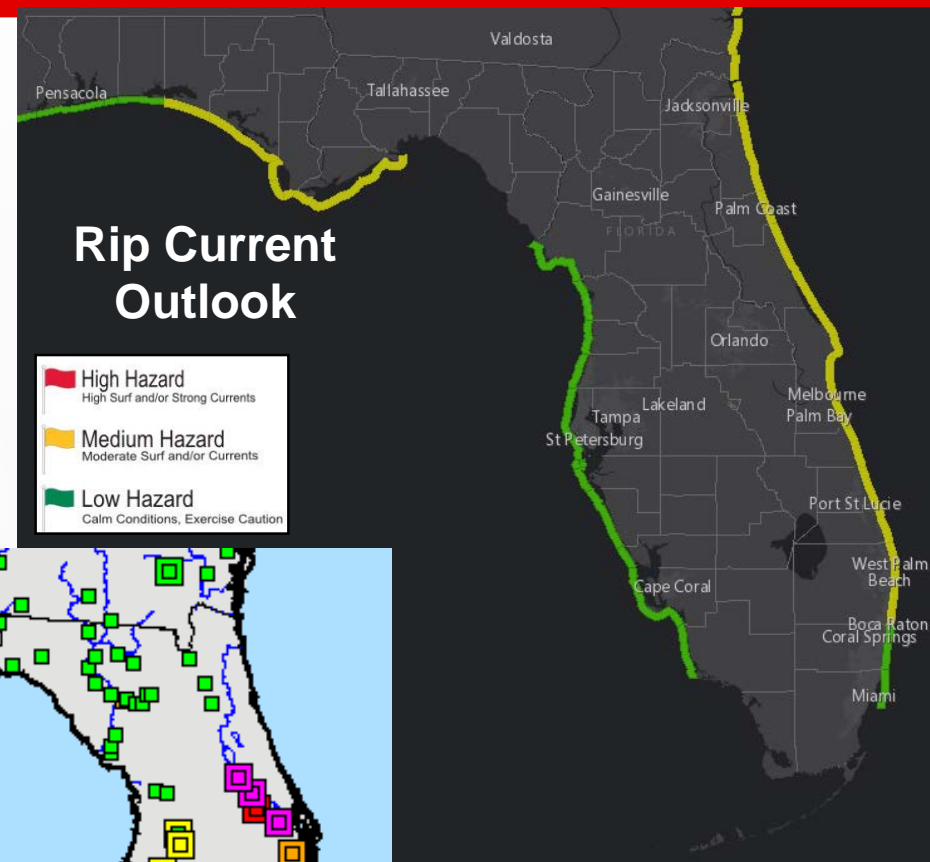 Valdosta
Pensacola
Tallahassee
Jacksonville
Gainesville
Palm Coast
FLORIDA
Rip Current
Outlook
Orlando
High Hazard
High Surf and/or Strong Currents
Medium Hazard
Moderate Surf and/or Currents
Low Hazard
Calm Conditions, Exercise Caution
Melbourne
Palm Bay
Lakeland
Tampa
St Petersburg
Port St Lucie
West Palm
Beach
Cape Coral
Boca Raton
Coral Springs
Miami